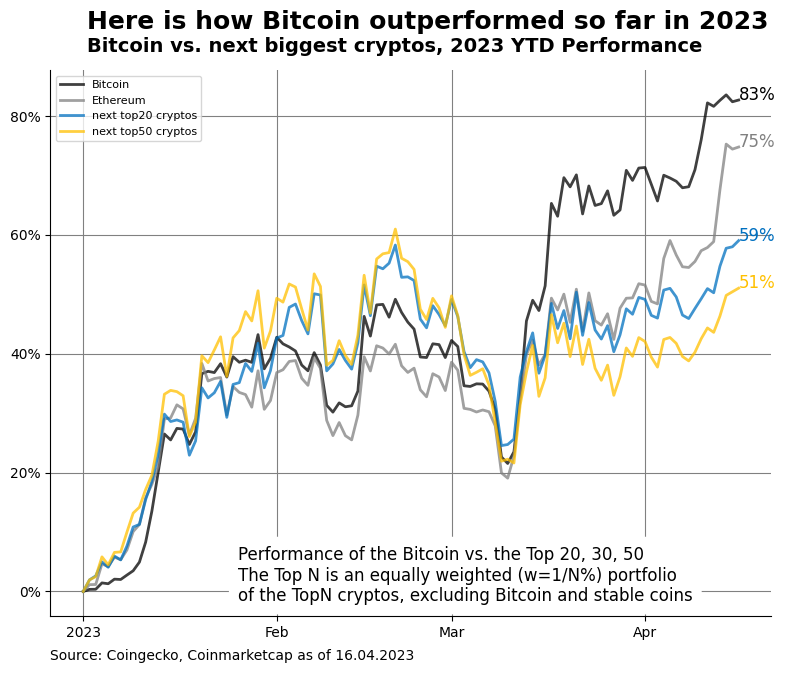 Here is how Bitcoin outperformed so far in 2023
Bitcoin vs. next biggest cryptos, 2023 YTD Performance
Bitcoin
Ethereum
next top20 cryptos
next top50 cryptos
83%
75%
59%
51%
80%
60%
40%
20%
0%
Performance of the Bitcoin vs. the Top 20, 30, 50
The Top N is an equally weighted (w=1/N%) portfolio
of the TopN cryptos, excluding Bitcoin and stable coins
2023 Feb Mar Apr
Source: Coingecko, Coinmarketcap as of 16.04.2023